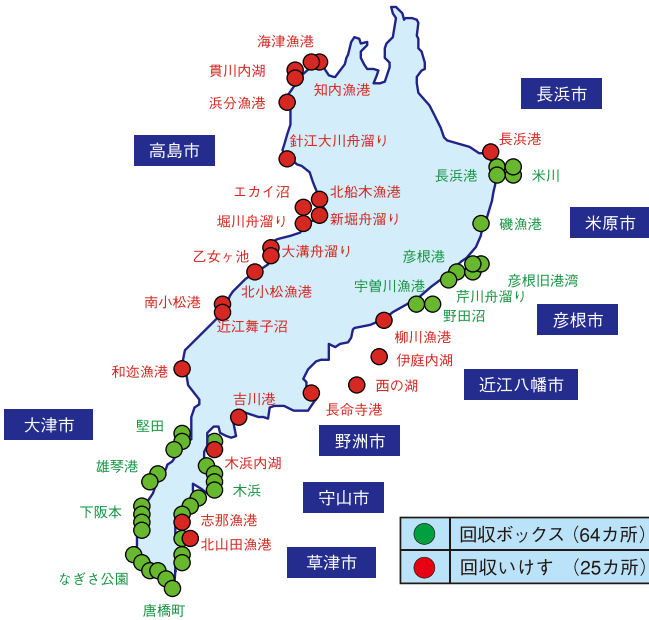 海津漁港
貫川内湖
知内漁港
浜分漁港
長浜市
針江大川舟溜り
長浜港
高島市
長浜港
米川
エカイ沼
北船木漁港
堀川舟溜り
新堀舟溜り
磯漁港
米原市
乙女ヶ池
大溝舟溜り
彦根港
彦根旧港湾
宇曽川漁港
北小松漁港
芹川舟溜り
南小松港
野田沼
彦根市
近江舞子沼
柳川漁港
伊庭内湖
和迩漁港
西の湖
近江八幡市
吉川港
長命寺港
大津市
堅田
野洲市
雄琴港
木浜内湖
木浜
守山市
下阪本
志那漁港
北山田漁港
草津市
なぎさ公園
唐橋町
回収ボックス(64カ所)
回収いけす (25カ所)